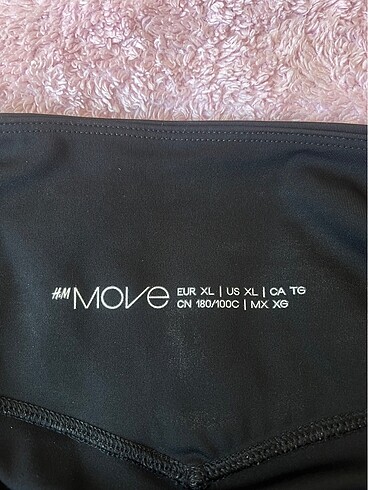 H&M MOVE
EUR XL | US XL | CA TG
CN 180/100C | MX XG